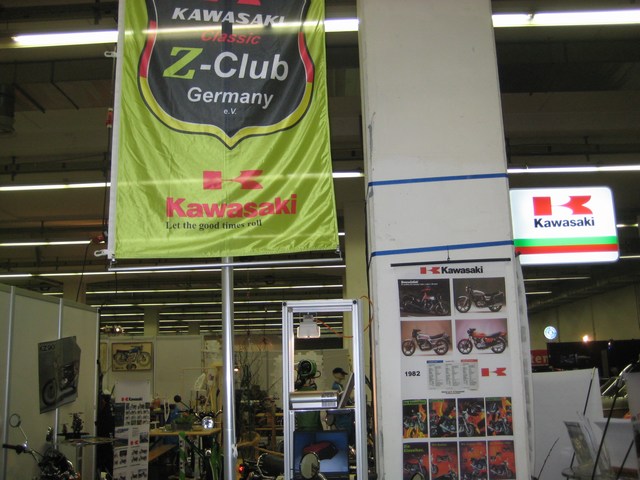 KAWASAKI
Classic
Z-Club
Germany
e.V.
Kawasaki
Let the good times roll
Kawasaki
Kawasaki
1982